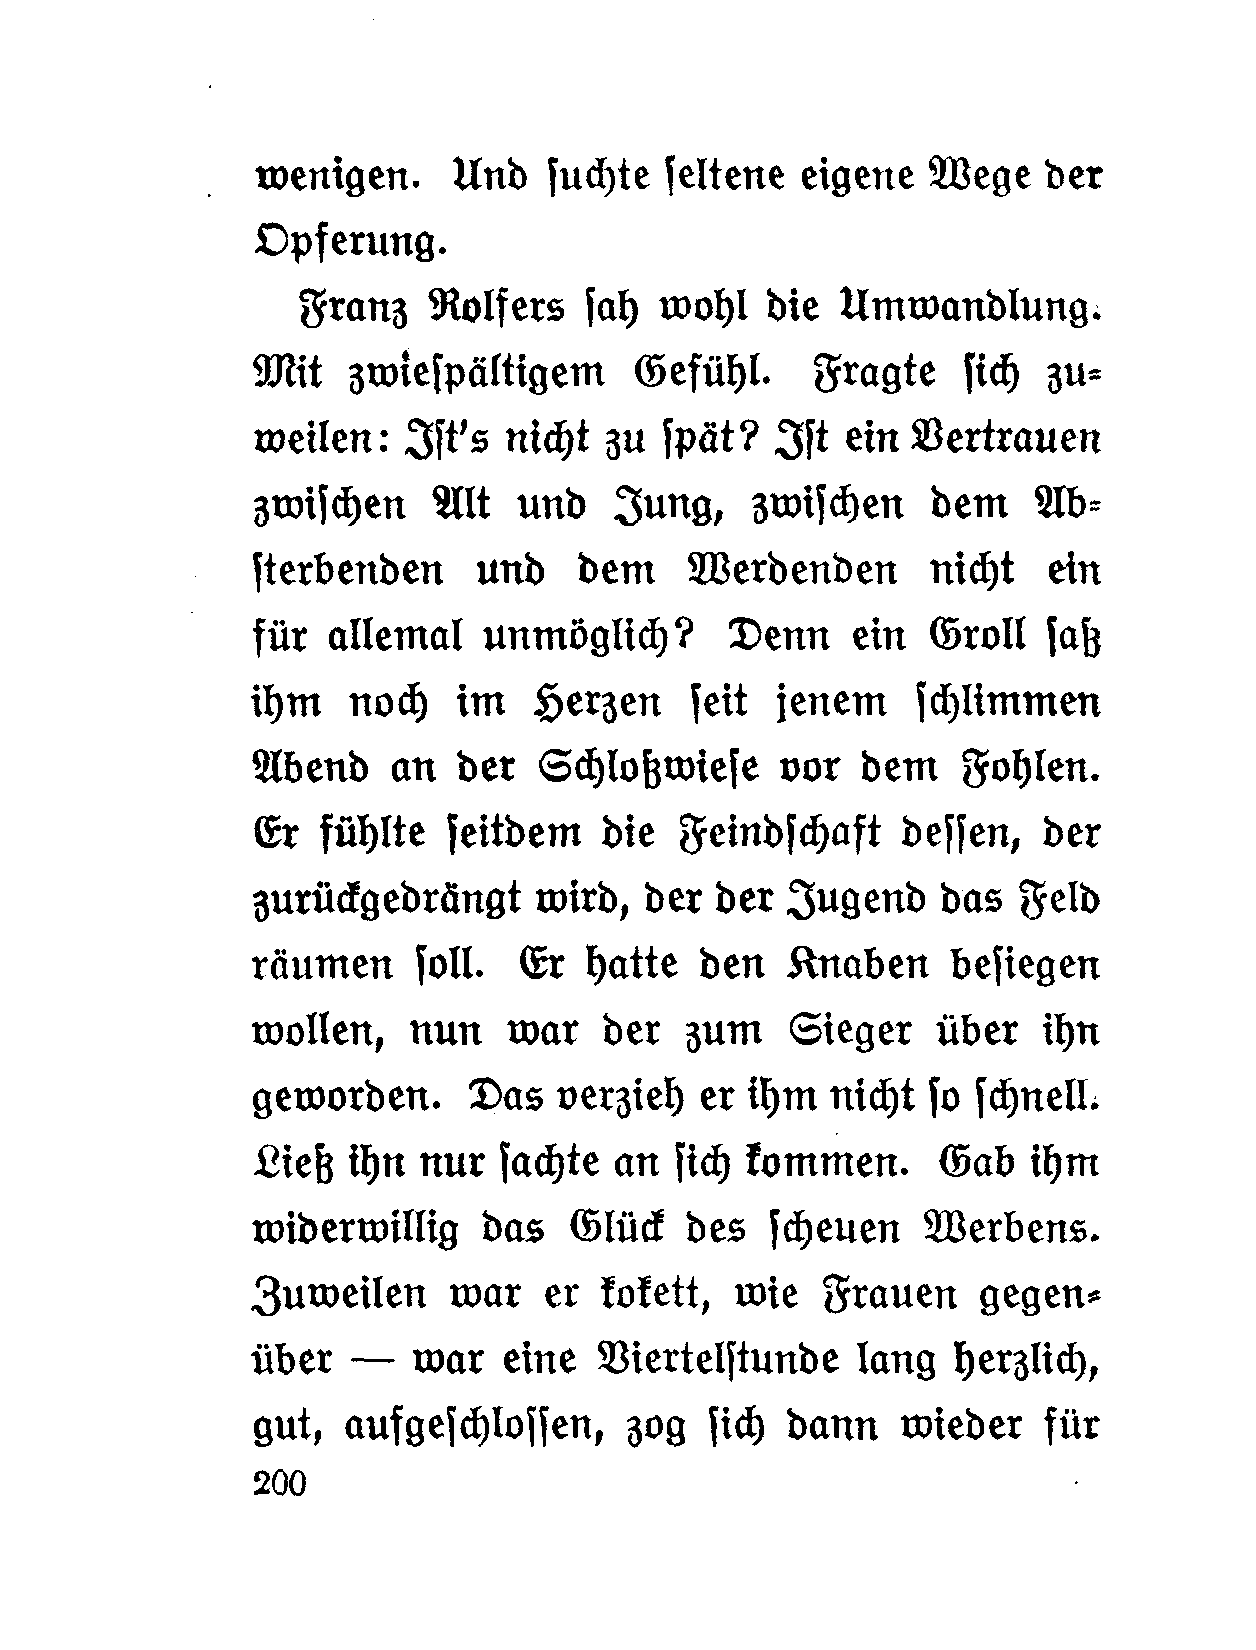 wenigen. Und ſuchte ſeltene eigene Wege der
Opferung.
Franz Rolfers ſah wohl die Umwandlung.
Mit zwieſpältigem Gefühl. Fragte ſich zu=
weilen: Iſt's nicht zu ſpät? Iſt ein Vertrauen
zwiſchen Alt und Jung, zwiſchen dem Ab=
ſterbenden und dem Werdenden nicht ein
für allemal unmöglich? Denn ein Groll ſaß
ihm noch im Herzen ſeit jenem ſchlimmen
Abend an der Schloßwieſe vor dem Fohlen.
Er fühlte ſeitdem die Feindſchaft deſſen, der
zurückgedrängt wird, der der Jugend das Feld
räumen ſoll. Er hatte den Knaben beſiegen
wollen, nun war der zum Sieger über ihn
geworden. Das verzieh er ihm nicht ſo ſchnell.
Ließ ihn nur ſachte an ſich kommen. Gab ihm
widerwillig das Glück des ſcheuen Werbens.
Zuweilen war er kokett, wie Frauen gegen=
über — war eine Viertelſtunde lang herzlich,
gut, aufgeſchloſſen, zog ſich dann wieder für
200